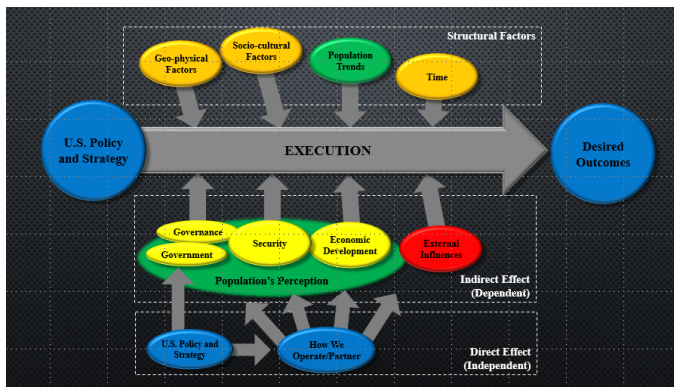 Structural Factors
Geo-physical
Factors
Socio-cultural
Factors
Population
Trends
Time
U.S. Policy
and Strategy
EXECUTION
Desired
Outcomes
Governance
Government
Security
Economic
Development
External
Influences
Population's Perception
Indirect Effect
(Dependent)
U.S. Policy and
Strategy
How We
Operate/Partner
Direct Effect
(Independent)